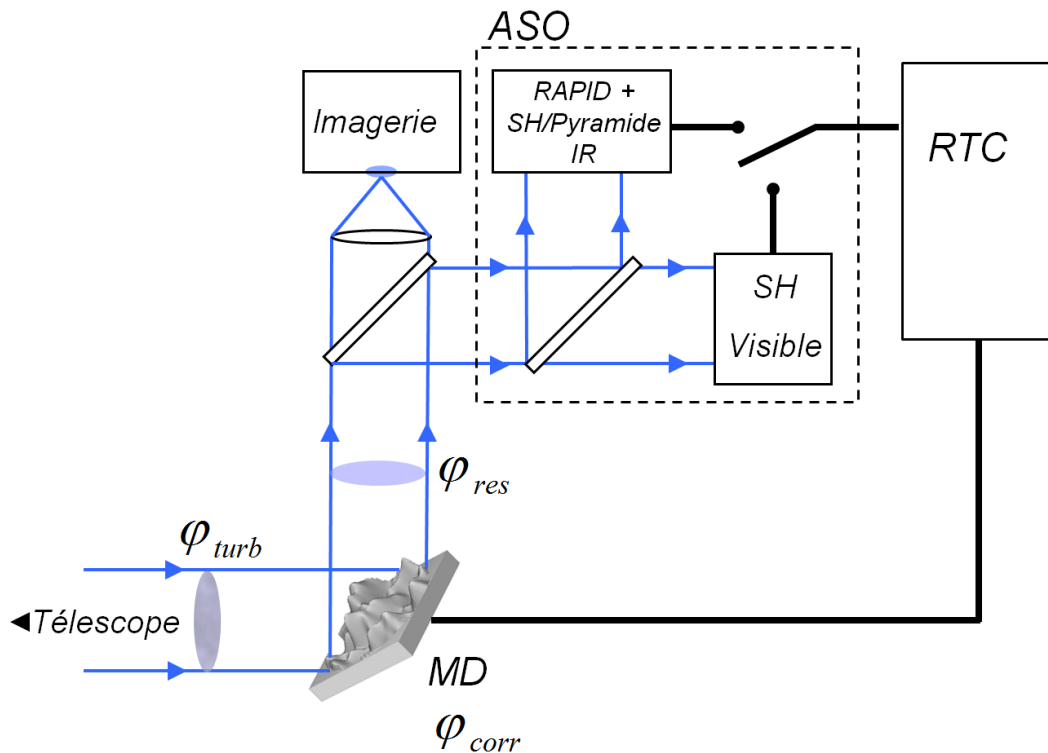 ASO
Imagerie
RAPID +
SH/Pyramide
IR
RTC
SH
Visible
φres
φturb
◄Télescope
MD
φcorr